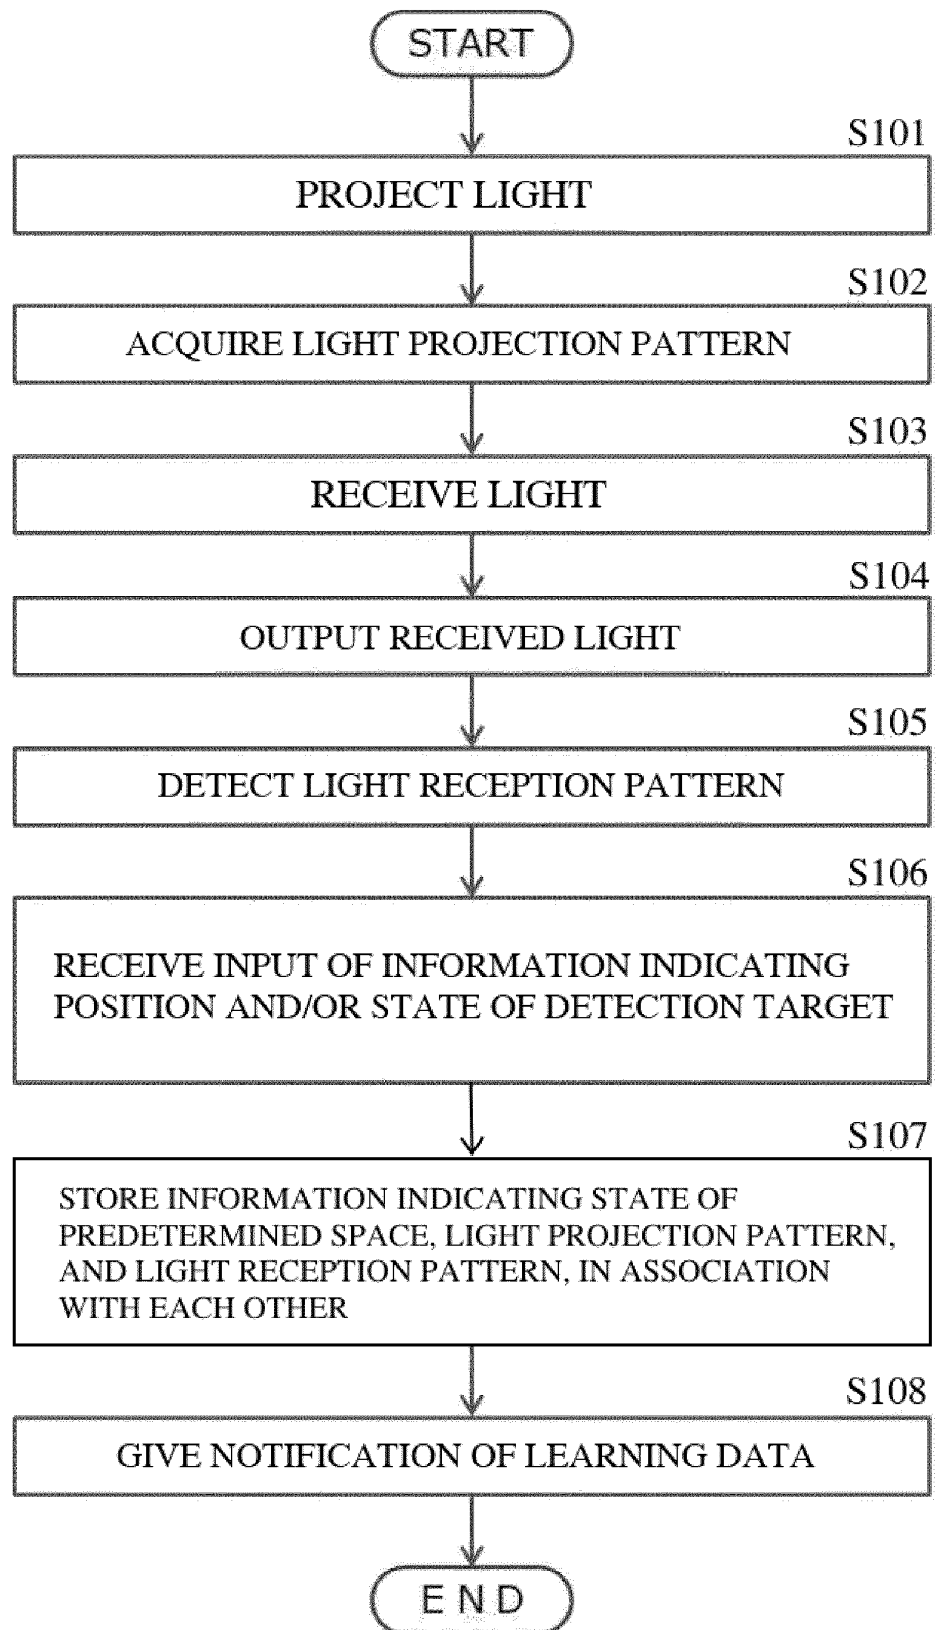 START
S101
PROJECT LIGHT
S102
ACQUIRE LIGHT PROJECTION PATTERN
S103
RECEIVE LIGHT
S104
OUTPUT RECEIVED LIGHT
S105
DETECT LIGHT RECEPTION PATTERN
S106
RECEIVE INPUT OF INFORMATION INDICATING
POSITION AND/OR STATE OF DETECTION TARGET
S107
STORE INFORMATION INDICATING STATE OF
PREDETERMINED SPACE, LIGHT PROJECTION PATTERN,
AND LIGHT RECEPTION PATTERN, IN ASSOCIATION
WITH EACH OTHER
S108
GIVE NOTIFICATION OF LEARNING DATA
END